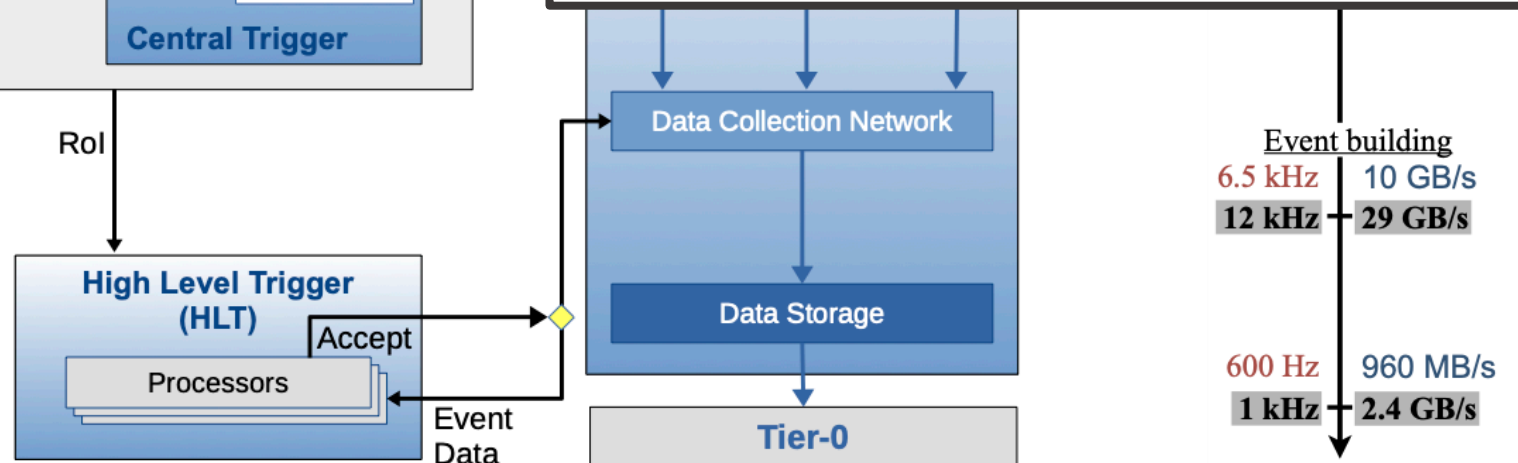 Central Trigger
RoI
High Level Trigger
(HLT)
Accept
Processors
Event
Data
Data Collection Network
Data Storage
Tier-0
Event building
6.5 kHz 10 GB/s
12 kHz 29 GB/s
600 Hz 960 MB/s
1 kHz 2.4 GB/s